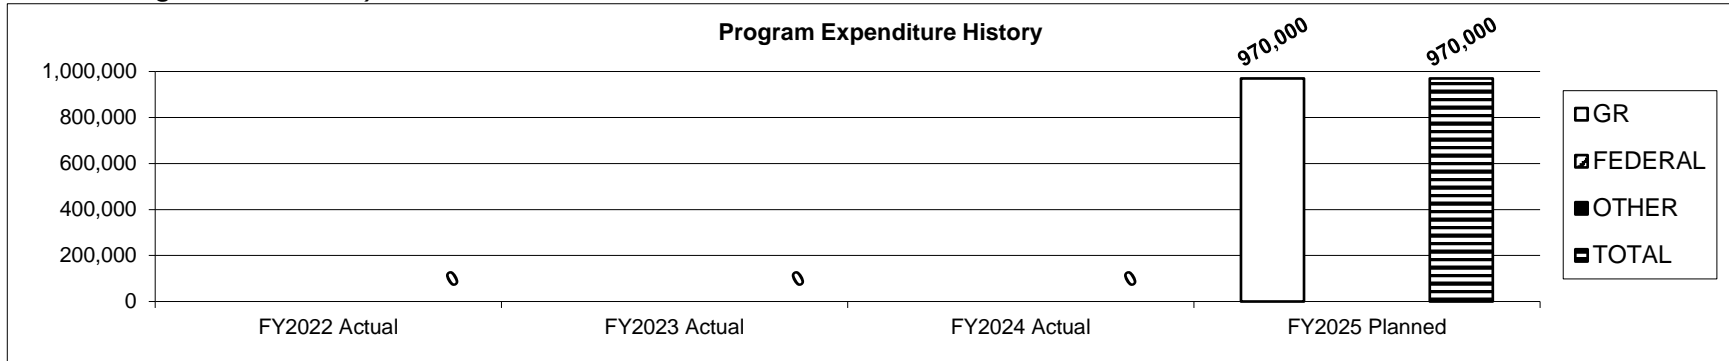 Program Expenditure History
970,000 970,000
1,000,000
800,000
600,000
400,000
200,000
0
0 0 0
FY2022 Actual FY2023 Actual FY2024 Actual FY2025 Planned
GR
FEDERAL
OTHER
TOTAL